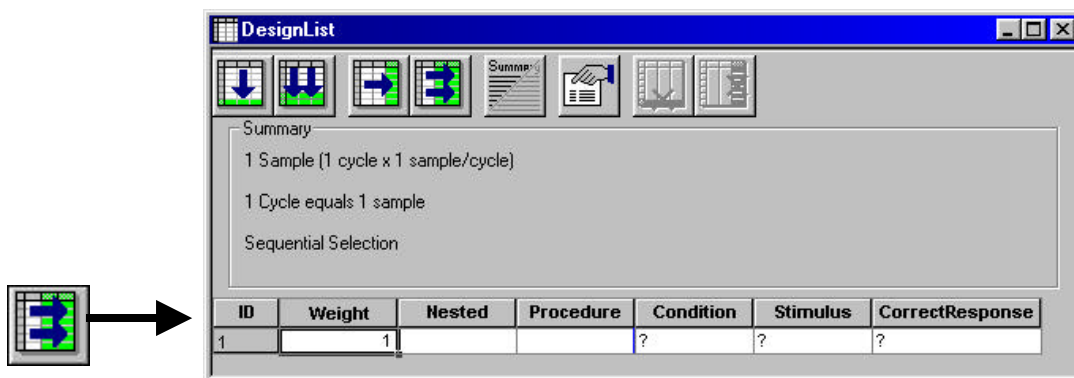 DesignList
Summary
Summary
1 Sample (1 cycle x 1 sample/cycle)
1 Cycle equals 1 sample
Sequential Selection
ID Weight Nested Procedure Condition Stimulus CorrectResponse
1 1 ? ? ?